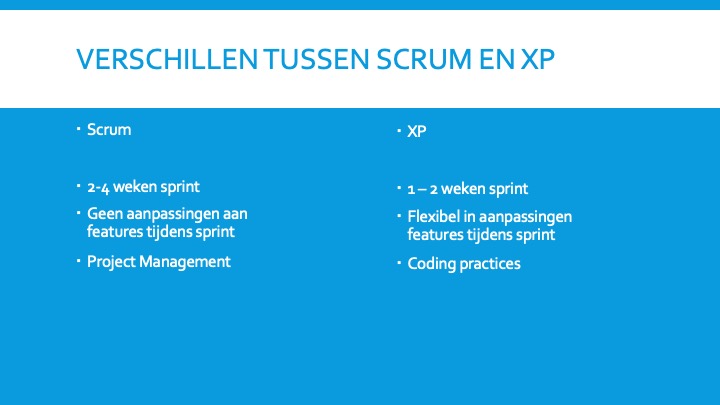 VERSCHILLEN TUSSEN SCRUM EN XP
▪ Scrum
▪ 2-4 weken sprint
▪ Geen aanpassingen aan
features tijdens sprint
▪ Project Management
▪ XP
▪ 1 – 2 weken sprint
▪ Flexibel in aanpassingen
features tijdens sprint
▪ Coding practices